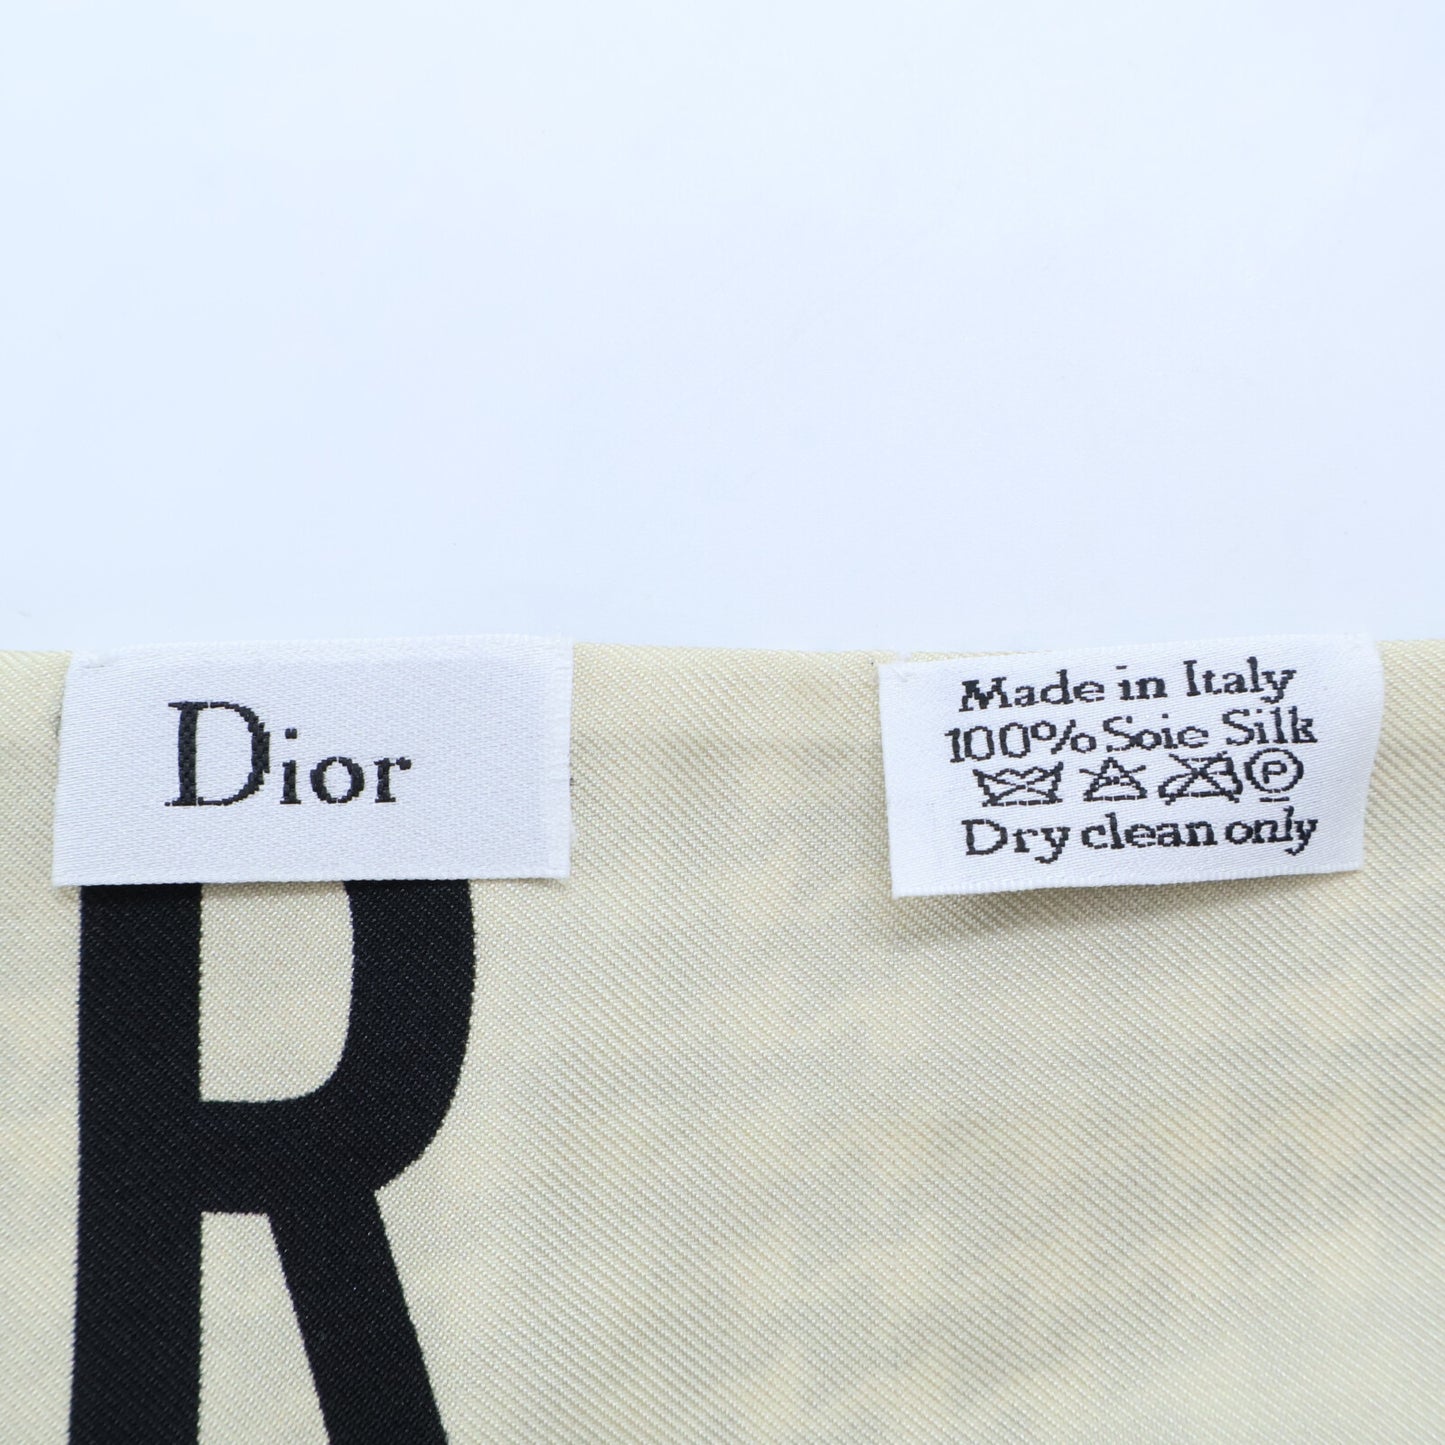 Dior
Made in Italy
100% Soie Silk
P
Dry clean only
R